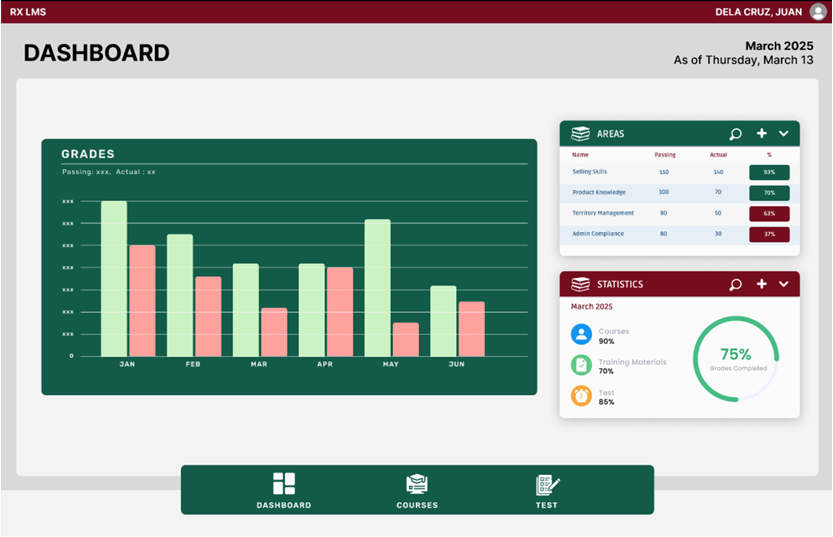 RX LMS
DELA CRUZ, JUAN
DASHBOARD
March 2025
As of Thursday, March 13
GRADES
Passing: xxx, Actual : xx
xxx
xxx
xxx
xxx
xxx
xxx
xxx
0
JAN FEB MAR APR MAY JUN
AREAS
Name Passing Actual %
Selling Skills 150 140 93%
Product Knowledge 100 70 70%
Territory Management 80 50 63%
Admin Compliance 80 30 37%
STATISTICS
March 2025
Courses
90%
Training Materials
70%
Test
85%
75%
Grades Completed
DASHBOARD COURSES TEST